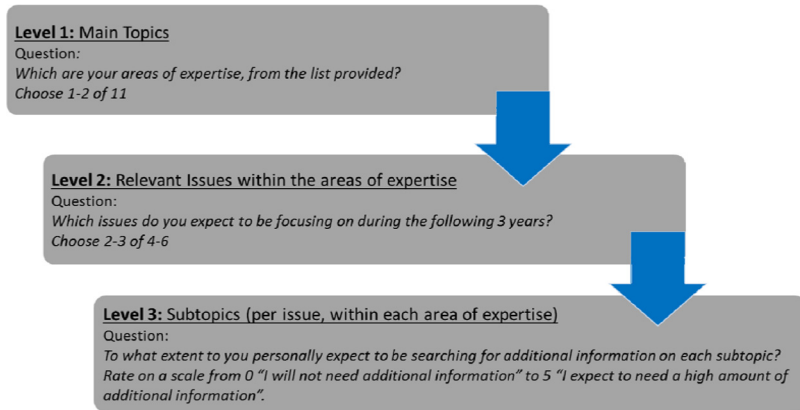 Level 1: Main Topics
Question:
Which are your areas of expertise, from the list provided?
Choose 1-2 of 11
Level 2: Relevant Issues within the areas of expertise
Question:
Which issues do you expect to be focusing on during the following 3 years?
Choose 2-3 of 4-6
Level 3: Subtopics (per issue, within each area of expertise)
Question:
To what extent to you personally expect to be searching for additional information on each subtopic?
Rate on a scale from 0 “I will not need additional information” to 5 “I expect to need a high amount of
additional information”.